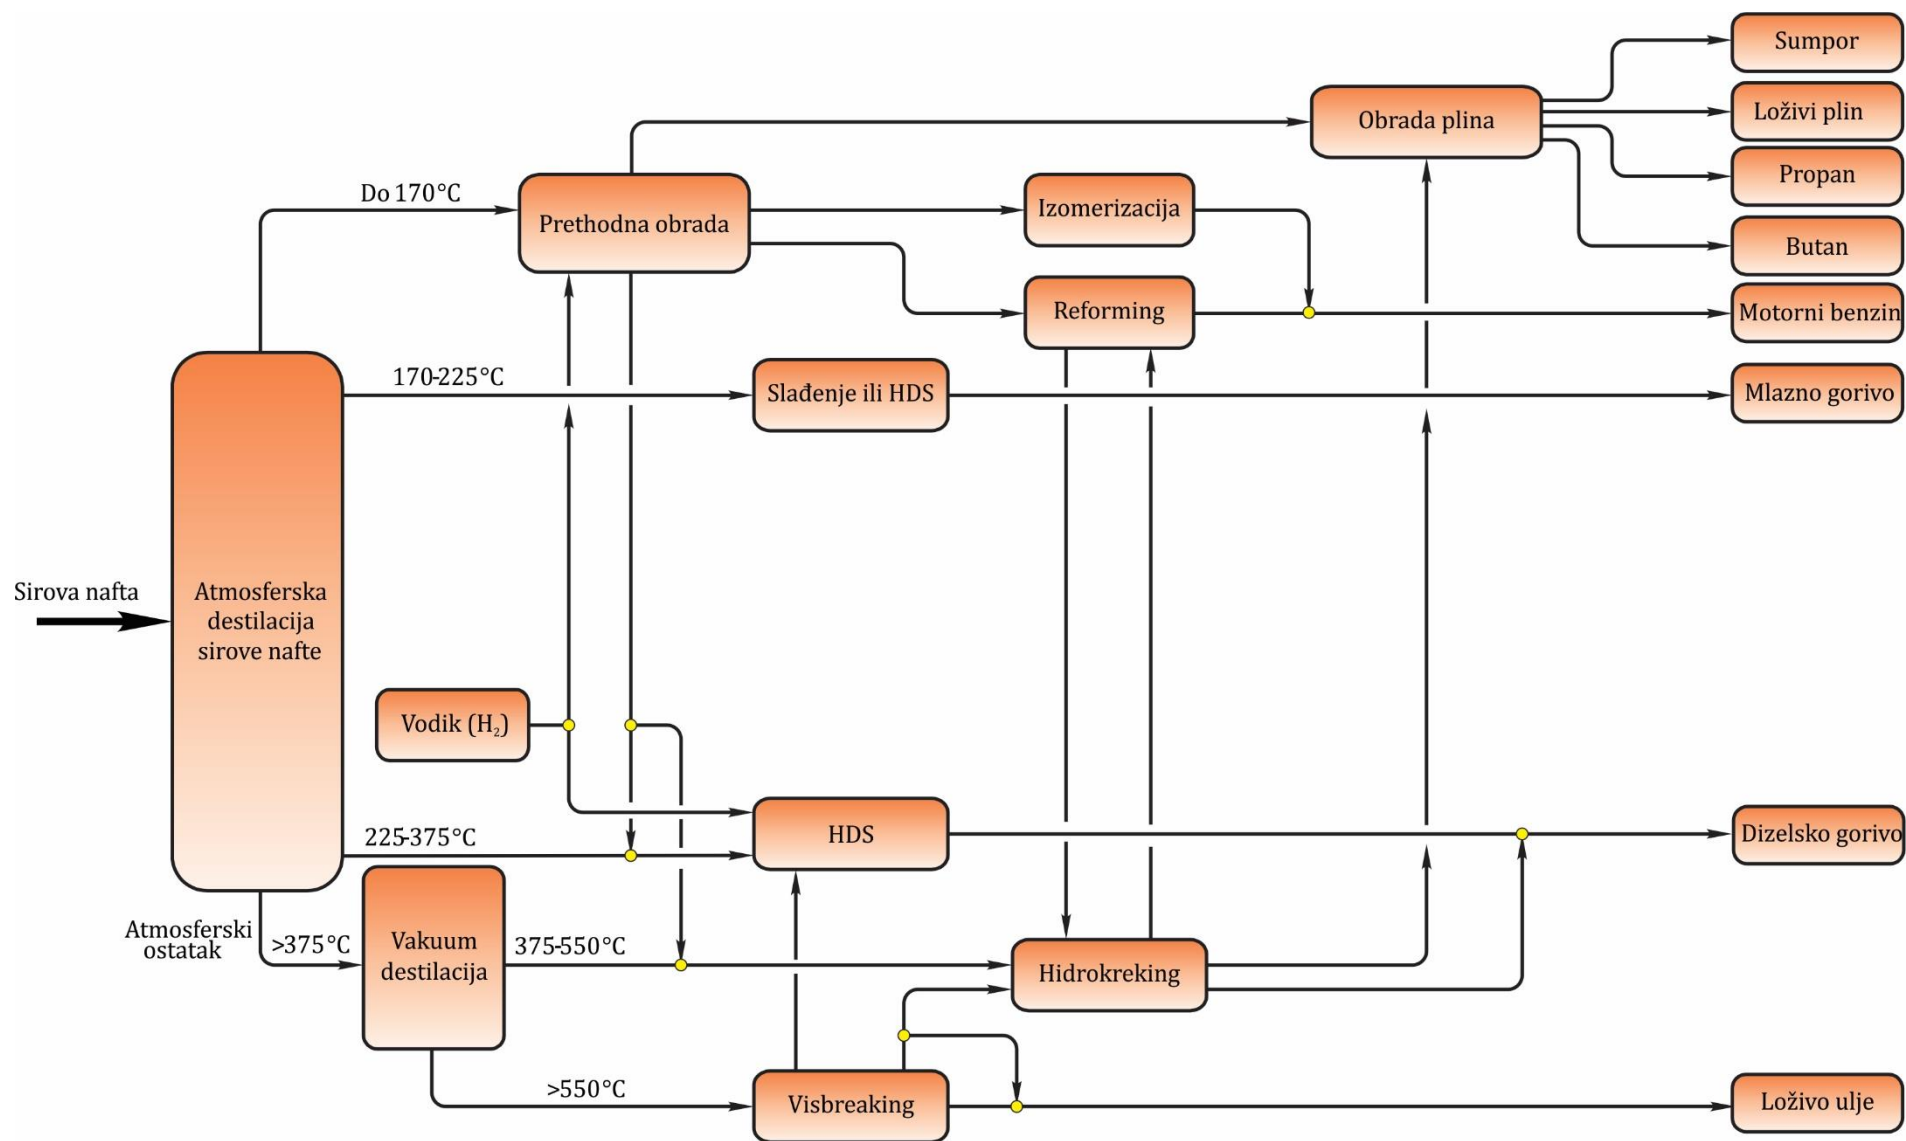 Sumpor
Loživi plin
Obrada plina
Propan
Do 170°C
Prethodna obrada
Izomerizacija
Butan
Reforming
Motorni benzin
170-225°C
Slađenje ili HDS
Mlazno gorivo
Sirova nafta
Atmosferska
destilacija
sirove nafte
Vodik (H₂)
225-375°C
HDS
Dizelsko gorivo
Atmosferski
ostatak
>375°C
Vakuum
destilacija
375-550°C
Hidrokreking
>550°C
Visbreaking
Loživo ulje